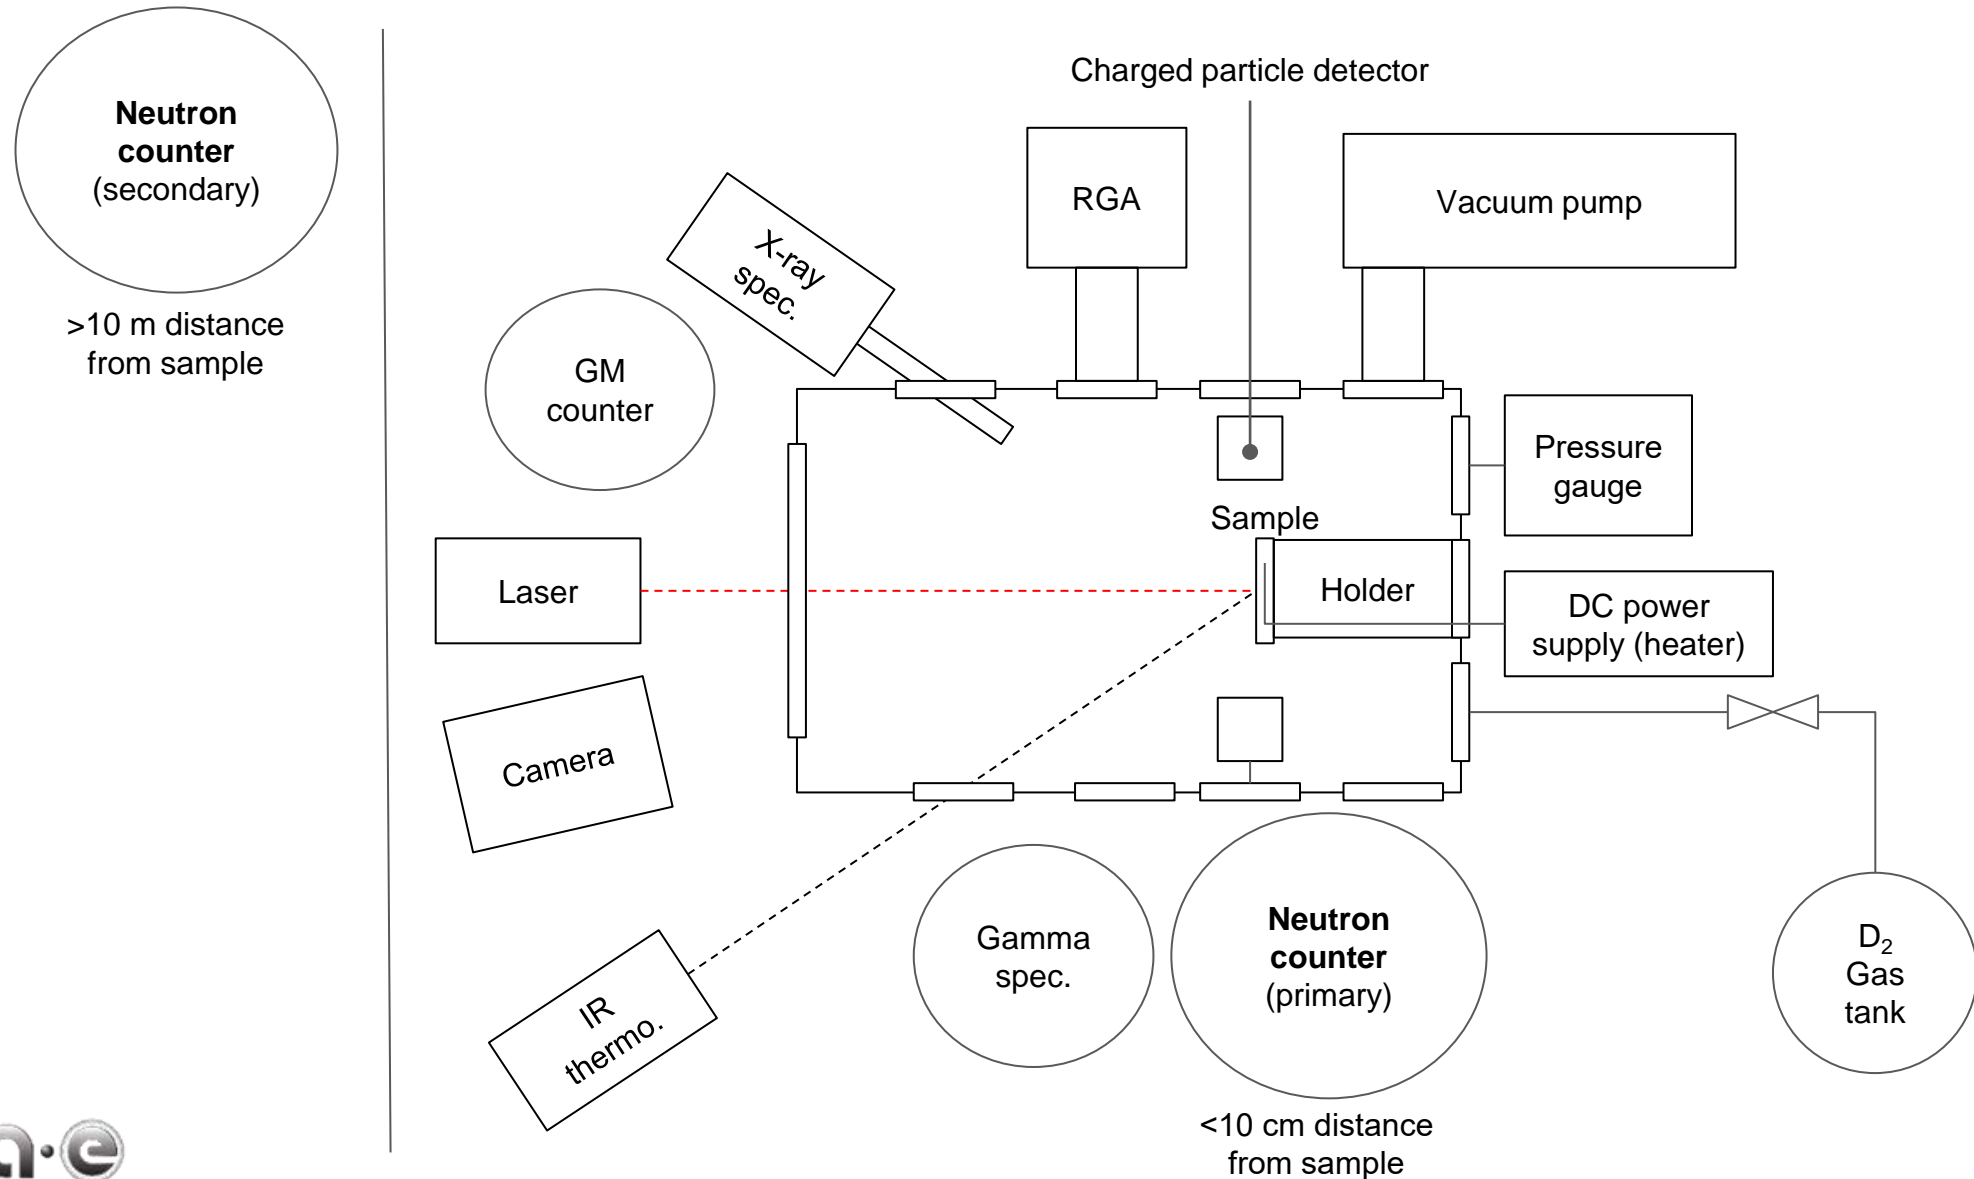 Neutron
counter
(secondary)
>10 m distance
from sample
Charged particle detector
RGA
Vacuum pump
X-ray
spec.
GM
counter
Pressure
gauge
Sample
Laser
Holder
DC power
supply (heater)
Camera
IR
thermo.
Gamma
spec.
Neutron
counter
(primary)
<10 cm distance
from sample
D₂
Gas
tank